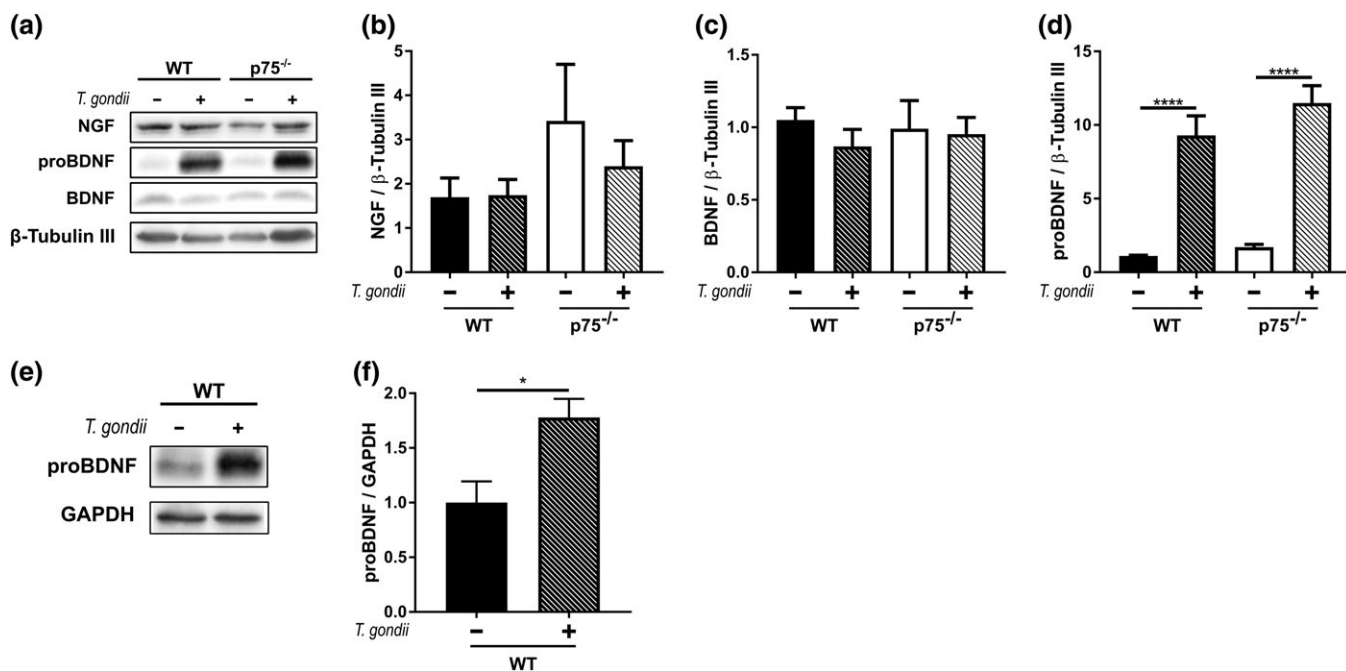 (a)
WT p75-/-
T. gondii − + − +
NGF
proBDNF
BDNF
β-Tubulin III
(b)
NGF / β-Tubulin III
5
4
3
2
1
0
T. gondii − + − +
WT p75-/-
(c)
BDNF / β-Tubulin III
1.5
1.0
0.5
0.0
T. gondii − + − +
WT p75-/-
(d)
proBDNF / β-Tubulin III
15
10
5
0
**** ****
T. gondii − + − +
WT p75-/-
(e)
WT
T. gondii − +
proBDNF
GAPDH
(f)
proBDNF / GAPDH
2.0
1.5
1.0
0.5
0.0
*
T. gondii − +
WT